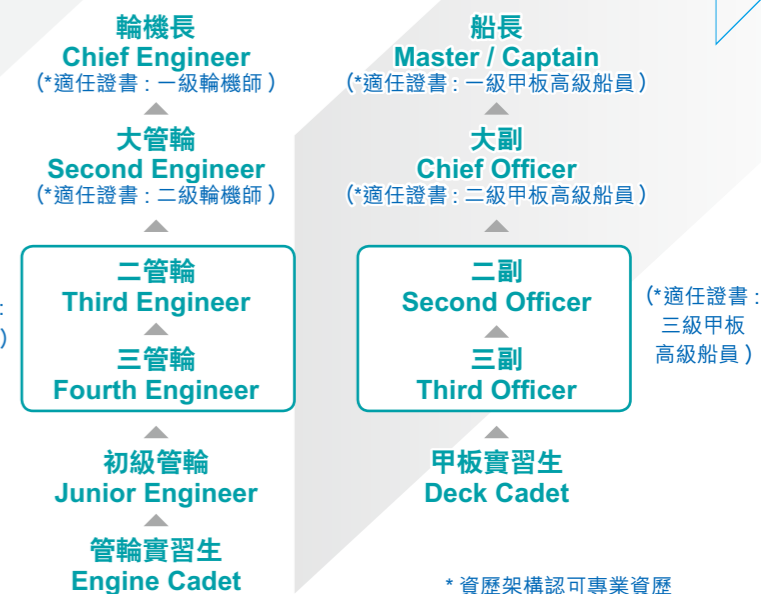 輪機長
Chief Engineer
(*適任證書 : 一級輪機師 )
大管輪
Second Engineer
(*適任證書 : 二級輪機師 )
:
)
二管輪
Third Engineer
三管輪
Fourth Engineer
初級管輪
Junior Engineer
管輪實習生
Engine Cadet
船長
Master / Captain
(*適任證書 : 一級甲板高級船員 )
大副
Chief Officer
(*適任證書 : 二級甲板高級船員 )
二副
Second Officer
三副
Third Officer
(*適任證書 :
三級甲板
高級船員 )
甲板實習生
Deck Cadet
* 資歷架構認可專業資歷